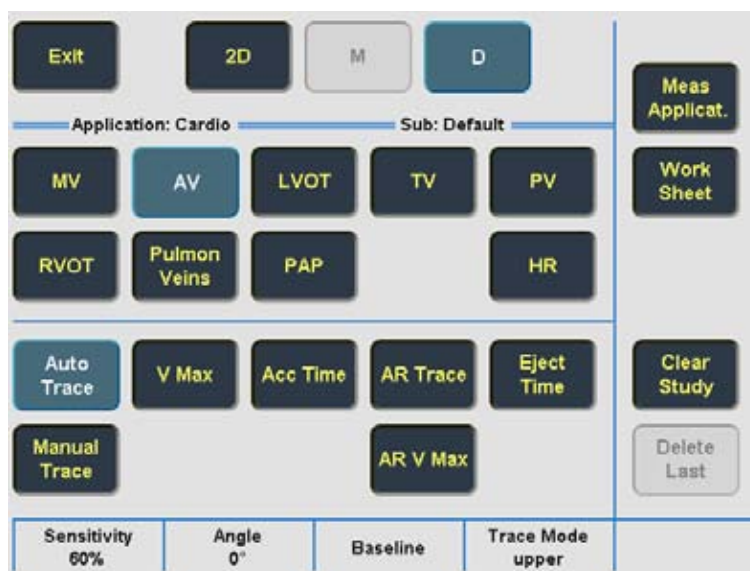 Exit 2D M D
Meas
Applicat.
Application: Cardio Sub: Default
MV AV LVOT TV PV
Work
Sheet
RVOT Pulmon
Veins PAP HR
Auto
Trace V Max Acc Time AR Trace Eject
Time Clear
Study
Manual
Trace AR V Max Delete
Last
Sensitivity
60% Angle
0° Baseline Trace Mode
upper